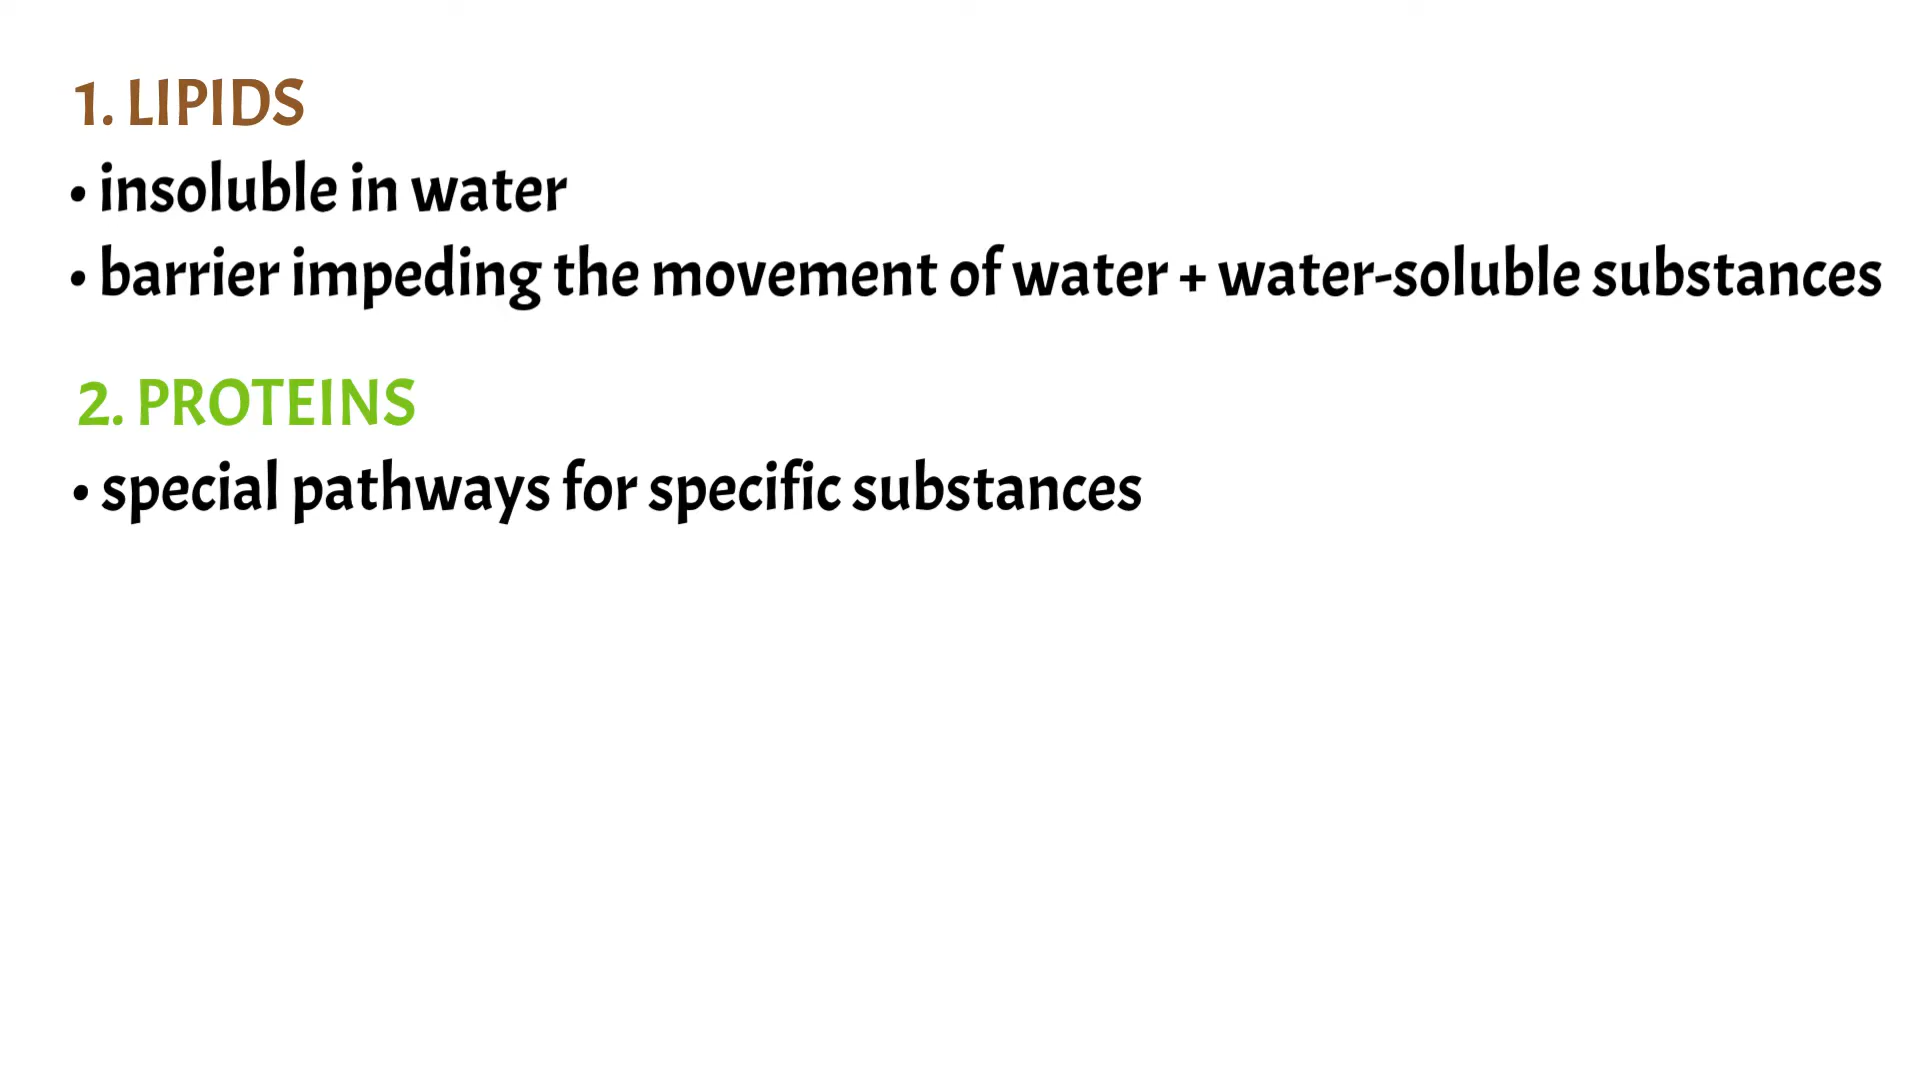 1. LIPIDS
• insoluble in water
• barrier impeding the movement of water + water-soluble substances
2. PROTEINS
• special pathways for specific substances